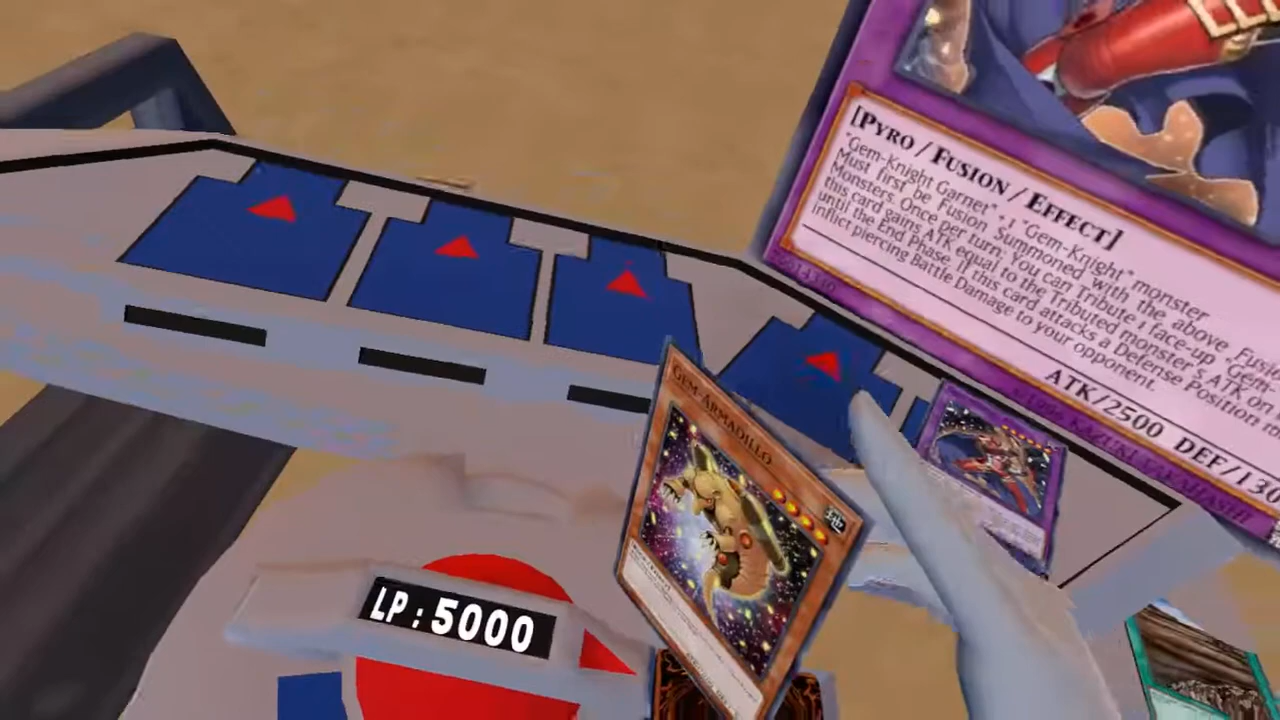 [PYRO / FUSION / EFFECT]
"Gem-Knight Garnet" + 1 "Gem-Knight" monster
Must first be Fusion Summoned with the above Fusion
Monsters. Once per turn: You can Tribute 1 face-up "Gem-
this card gains ATK equal to the Tributed monster's ATK on
until the End Phase. If this card attacks a Defense Position
inflict piercing Battle Damage to your opponent.
ATK/2500 DEF/130
KAZUKI TAKAHASHI
GEM-ARMADILLO
LP: 5000